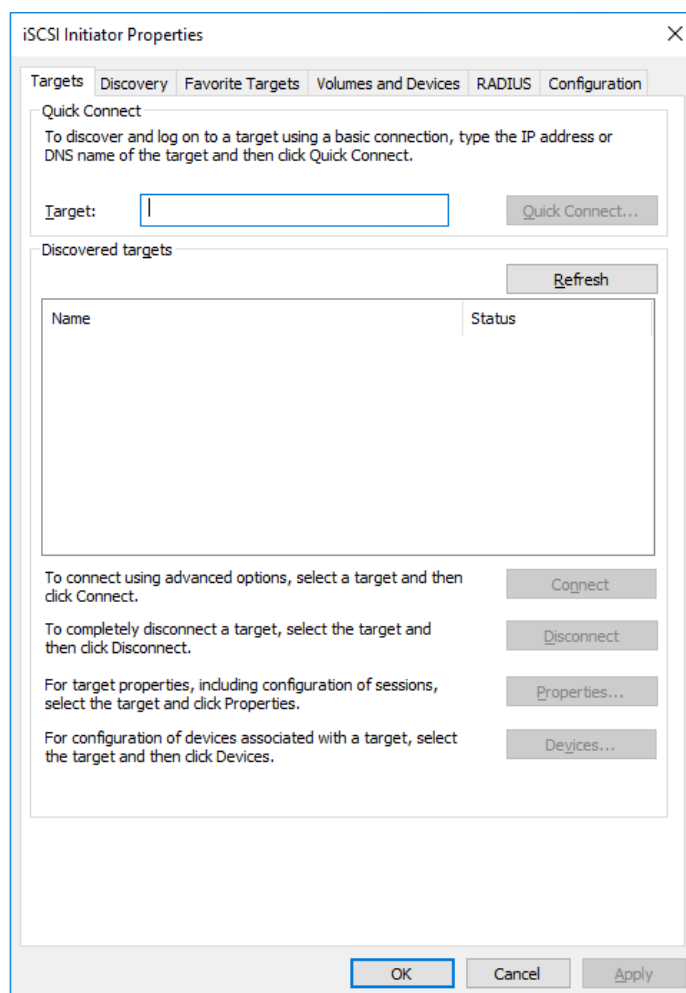 iSCSI Initiator Properties
Targets Discovery Favorite Targets Volumes and Devices RADIUS Configuration
Quick Connect
To discover and log on to a target using a basic connection, type the IP address or
DNS name of the target and then click Quick Connect.
Target: Quick Connect...
Discovered targets
Refresh
Name Status
To connect using advanced options, select a target and then
click Connect.
Connect
To completely disconnect a target, select the target and
then click Disconnect.
Disconnect
For target properties, including configuration of sessions,
select the target and click Properties.
Properties...
For configuration of devices associated with a target, select
the target and then click Devices.
Devices...
OK Cancel Apply